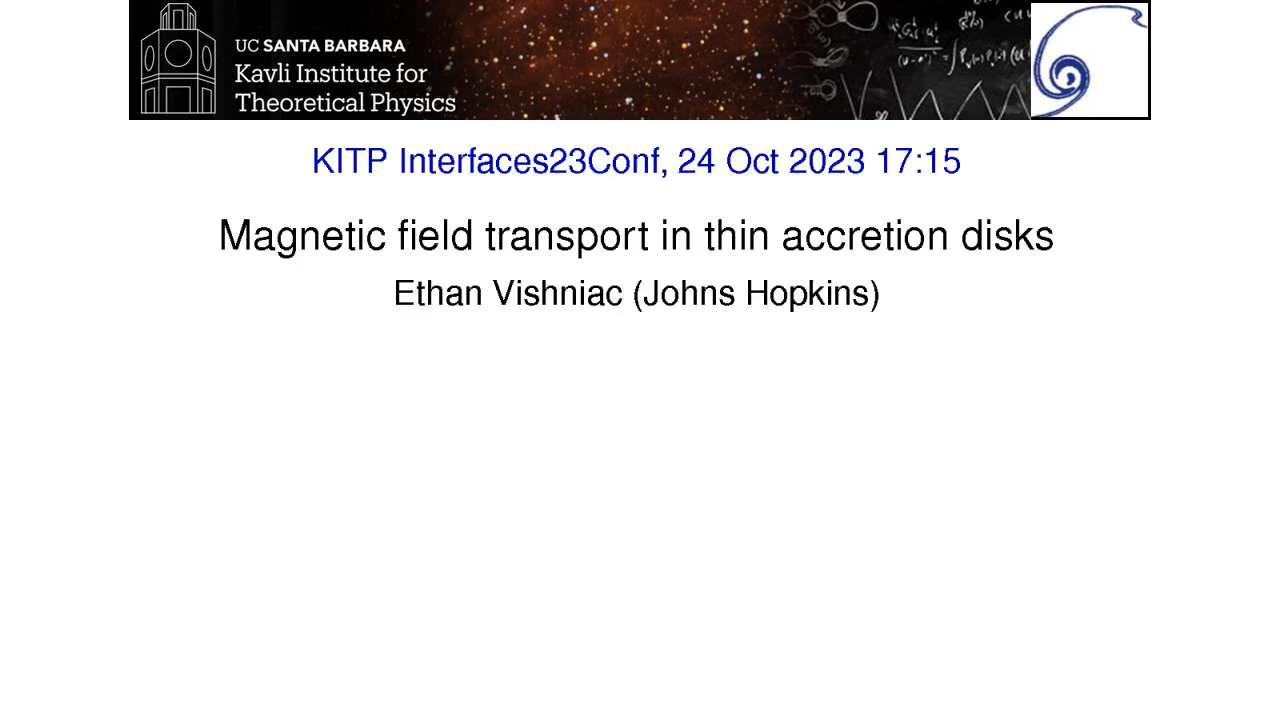 UC SANTA BARBARA
Kavli Institute for
Theoretical Physics
KITP Interfaces23Conf, 24 Oct 2023 17:15
Magnetic field transport in thin accretion disks
Ethan Vishniac (Johns Hopkins)